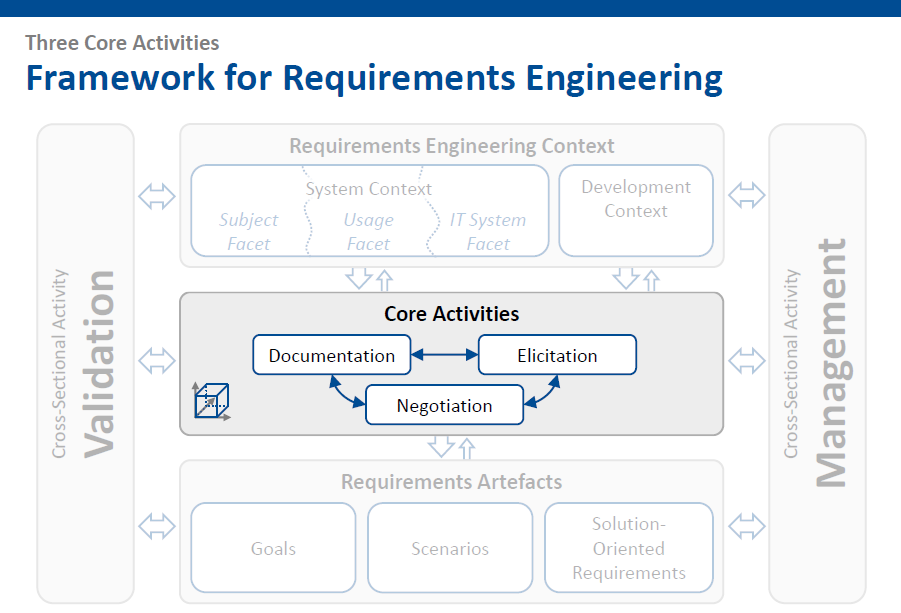 Three Core Activities
Framework for Requirements Engineering
Cross-Sectional Activity
Validation
Requirements Engineering Context
System Context
Subject
Facet
Usage
Facet
IT System
Facet
Development
Context
Core Activities
Documentation
Elicitation
Negotiation
Requirements Artefacts
Goals
Scenarios
Solution-
Oriented
Requirements
Cross-Sectional Activity
Management